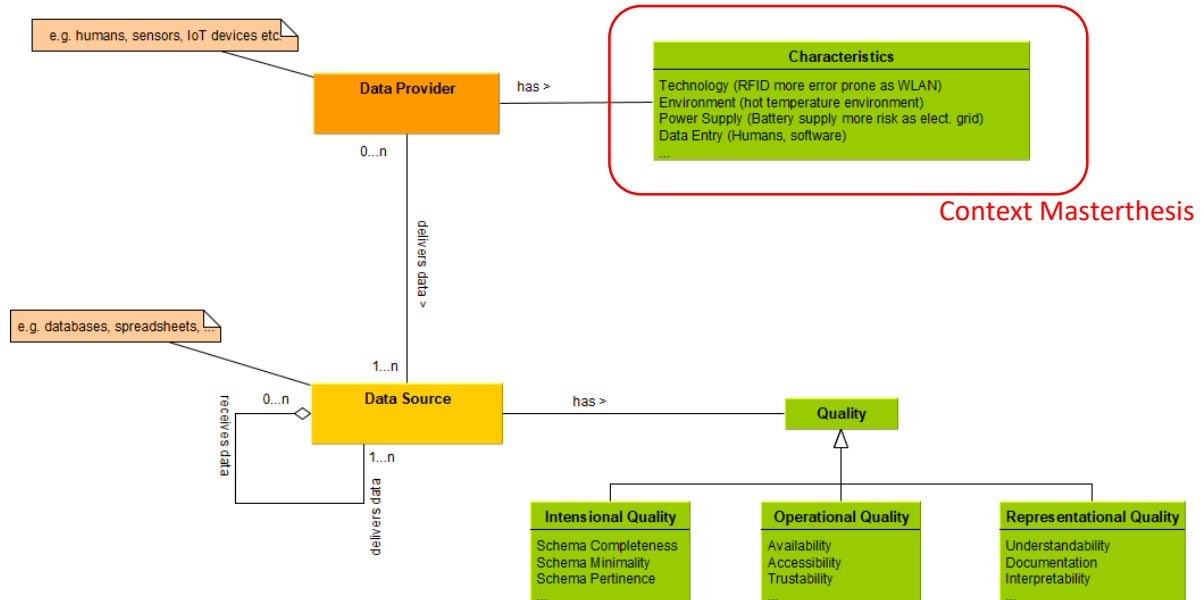 e.g. humans, sensors, IoT devices etc.
Data Provider
has >
Characteristics
Technology (RFID more error prone as WLAN)
Environment (hot temperature environment)
Power Supply (Battery supply more risk as elect. grid)
Data Entry (Humans, software)
...
Context Masterthesis
0...n
delivers data >
1...n
e.g. databases, spreadsheets, ...
Data Source
has >
Quality
0...n
receives data
1...n
delivers data
Intensional Quality
Schema Completeness
Schema Minimality
Schema Pertinence
...
Operational Quality
Availability
Accessibility
Trustability
...
Representational Quality
Understandability
Documentation
Interpretability
...